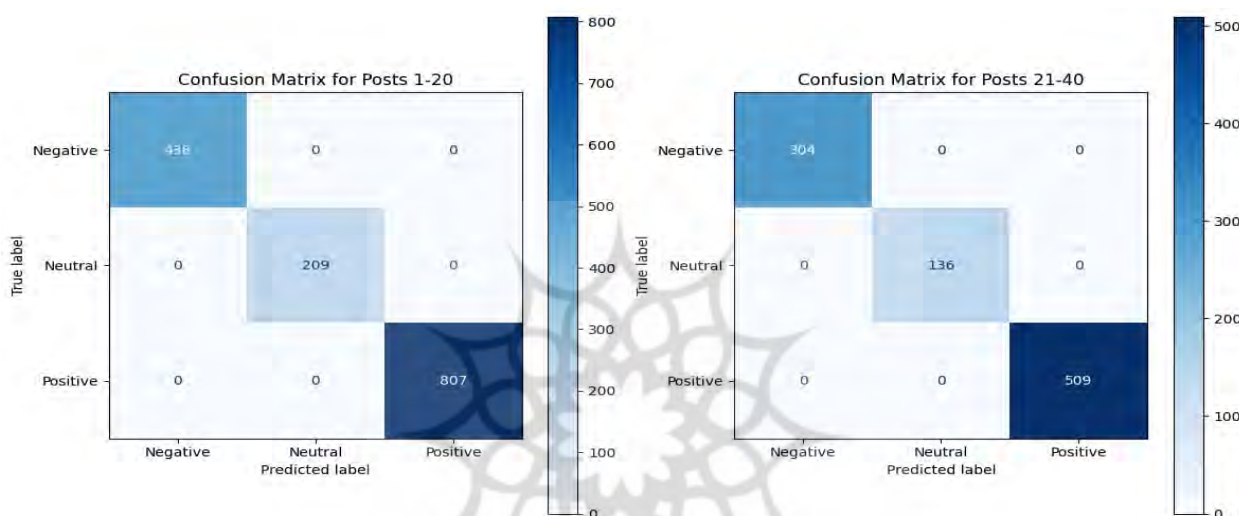 Confusion Matrix for Posts 1-20
True label
Negative
Neutral
Positive
438 0 0
0 209 0
0 0 807
Negative Neutral Positive
Predicted label
800
700
600
500
400
300
200
100
0
Confusion Matrix for Posts 21-40
True label
Negative
Neutral
Positive
304 0 0
0 136 0
0 0 509
Negative Neutral Positive
Predicted label
500
400
300
200
100
0